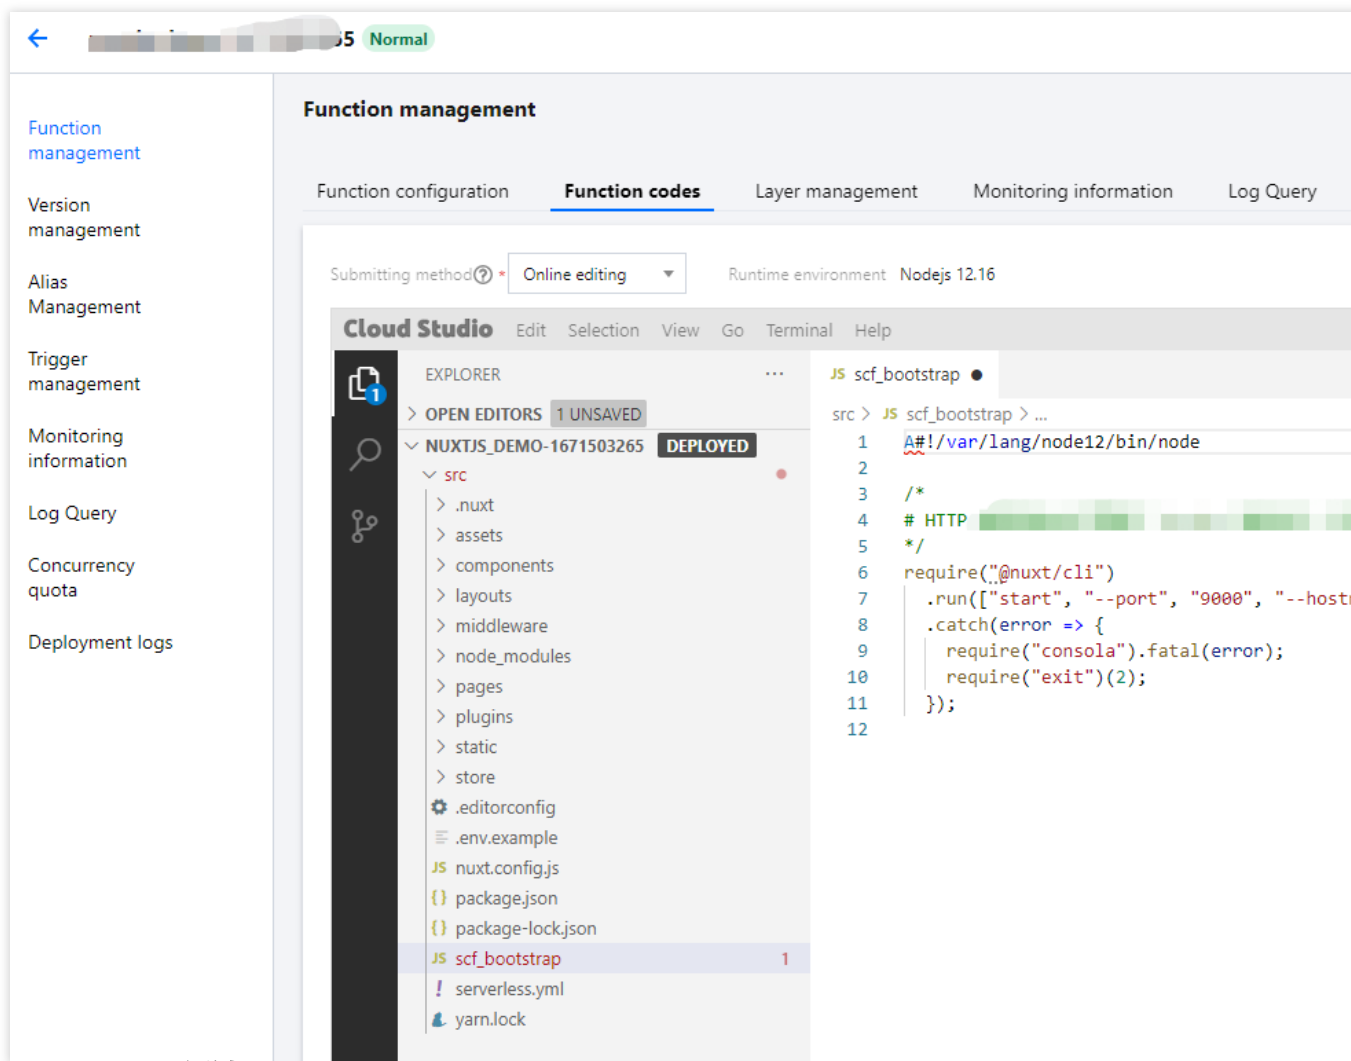 5 Normal
Function management
Version management
Alias Management
Trigger management
Monitoring information
Log Query
Concurrency quota
Deployment logs
Function management
Function configuration Function codes Layer management Monitoring information Log Query
Submitting method ? * Online editing Runtime environment Nodejs 12.16
Cloud Studio Edit Selection View Go Terminal Help
1
EXPLORER ...
OPEN EDITORS 1 UNSAVED
NUXTJS_DEMO-1671503265 DEPLOYED
src
.nuxt
assets
components
layouts
middleware
node_modules
pages
plugins
static
store
.editorconfig
.env.example
JS nuxt.config.js
{} package.json
{} package-lock.json
JS scf_bootstrap 1
! serverless.yml
yarn.lock
JS scf_bootstrap ●
src > JS scf_bootstrap > ...
1 A#!/var/lang/node12/bin/node
2
3 /*
4 # HTTP
5 */
6 require("@nuxt/cli")
7 .run(["start", "--port", "9000", "--host
8 .catch(error => {
9 require("consola").fatal(error);
10 require("exit")(2);
11 });
12